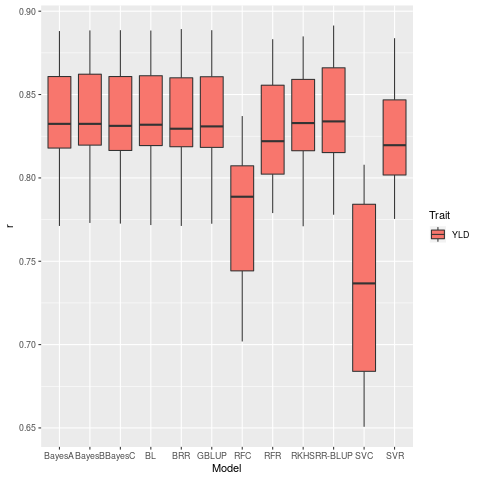 0.90
0.85
0.80
0.75
0.70
0.65
r
BayesA BayesB BayesC BL BRR GBLUP RFC RFR RKHS RR-BLUP SVC SVR
Model
Trait
YLD